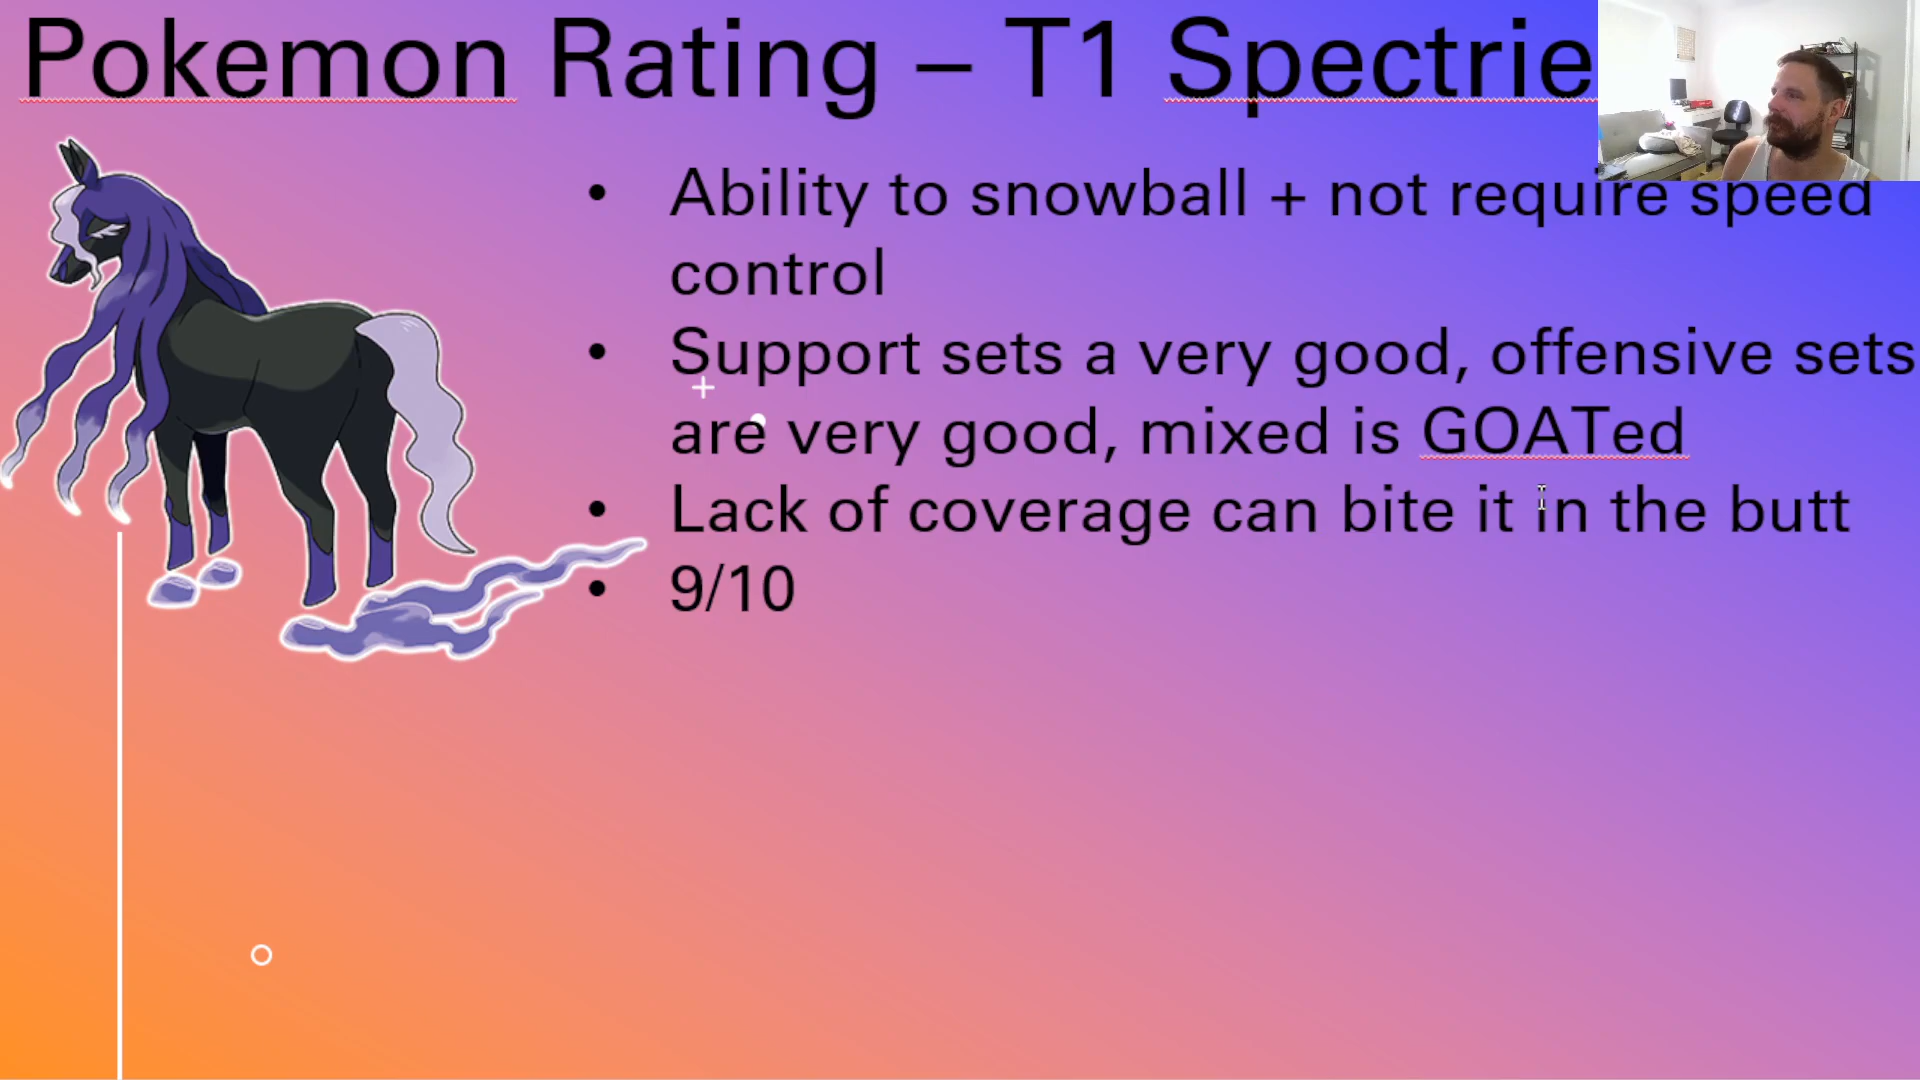 Pokemon Rating – T1 Spectrie
• Ability to snowball + not require speed
control
• Support sets a very good, offensive sets
are very good, mixed is GOATed
• Lack of coverage can bite it in the butt
• 9/10